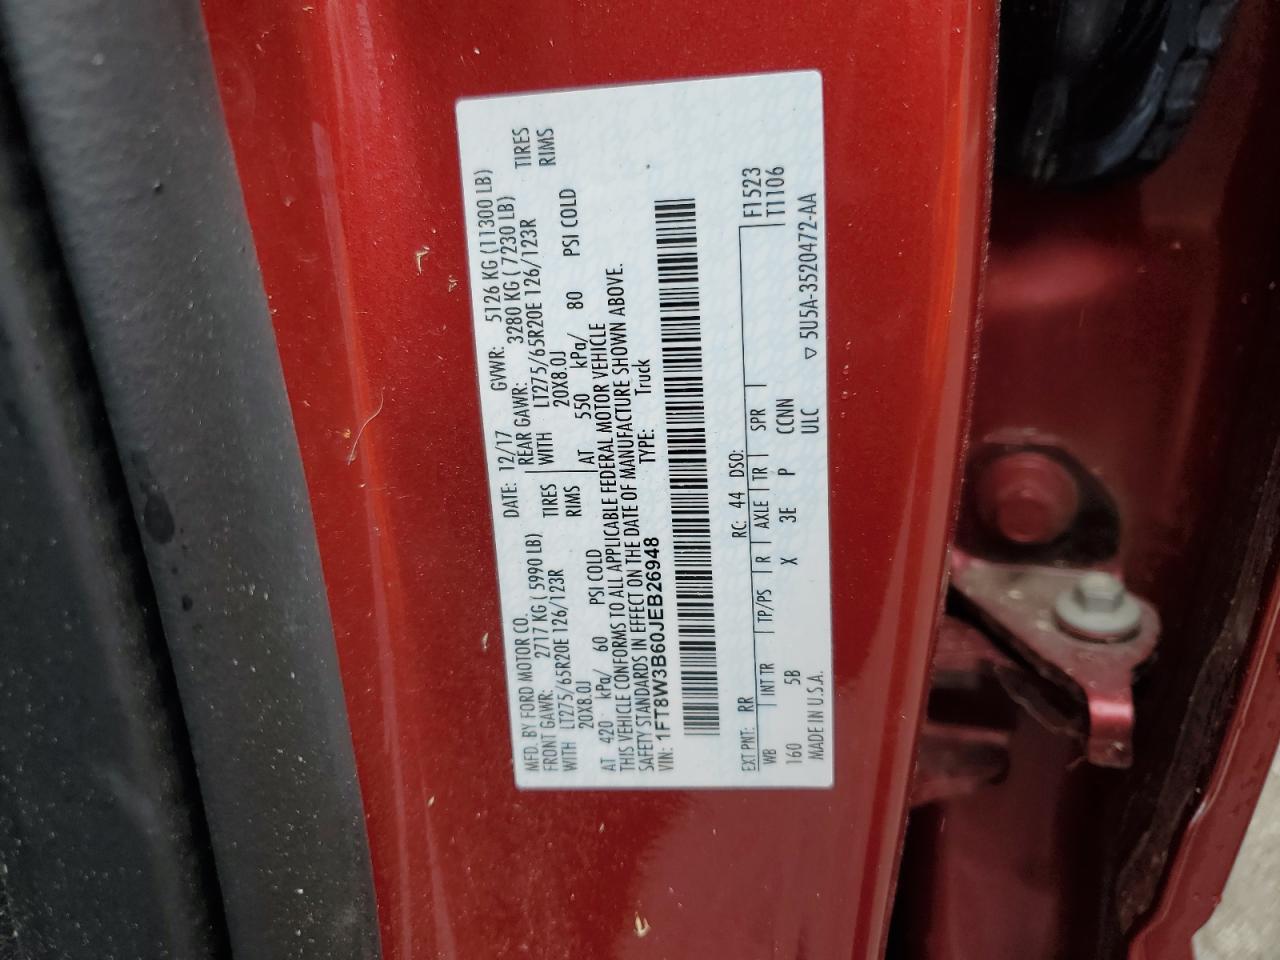 MFD. BY FORD MOTOR CO. DATE: 12/17 GVWR: 5126 KG (11300 LB)
FRONT GAWR: 2717 KG ( 5990 LB) REAR GAWR: 3280 KG ( 7230 LB)
WITH LT275/65R20E 126/123R TIRES WITH LT275/65R20E 126/123R TIRES
20X8.0J RIMS 20X8.0J RIMS
AT 420 kPa/ 60 PSI COLD AT 550 kPa/ 80 PSI COLD
THIS VEHICLE CONFORMS TO ALL APPLICABLE FEDERAL MOTOR VEHICLE
SAFETY STANDARDS IN EFFECT ON THE DATE OF MANUFACTURE SHOWN ABOVE.
VIN: 1FT8W3B60JEB26948 TYPE: Truck
EXT PNT: RR RC: 44 DSO: F1523
WB INT TR TP/PS R AXLE TR SPR T1106
160 5B X 3E P CCNN
MADE IN U.S.A. ULC ▽ 5U5A-3520472-AA